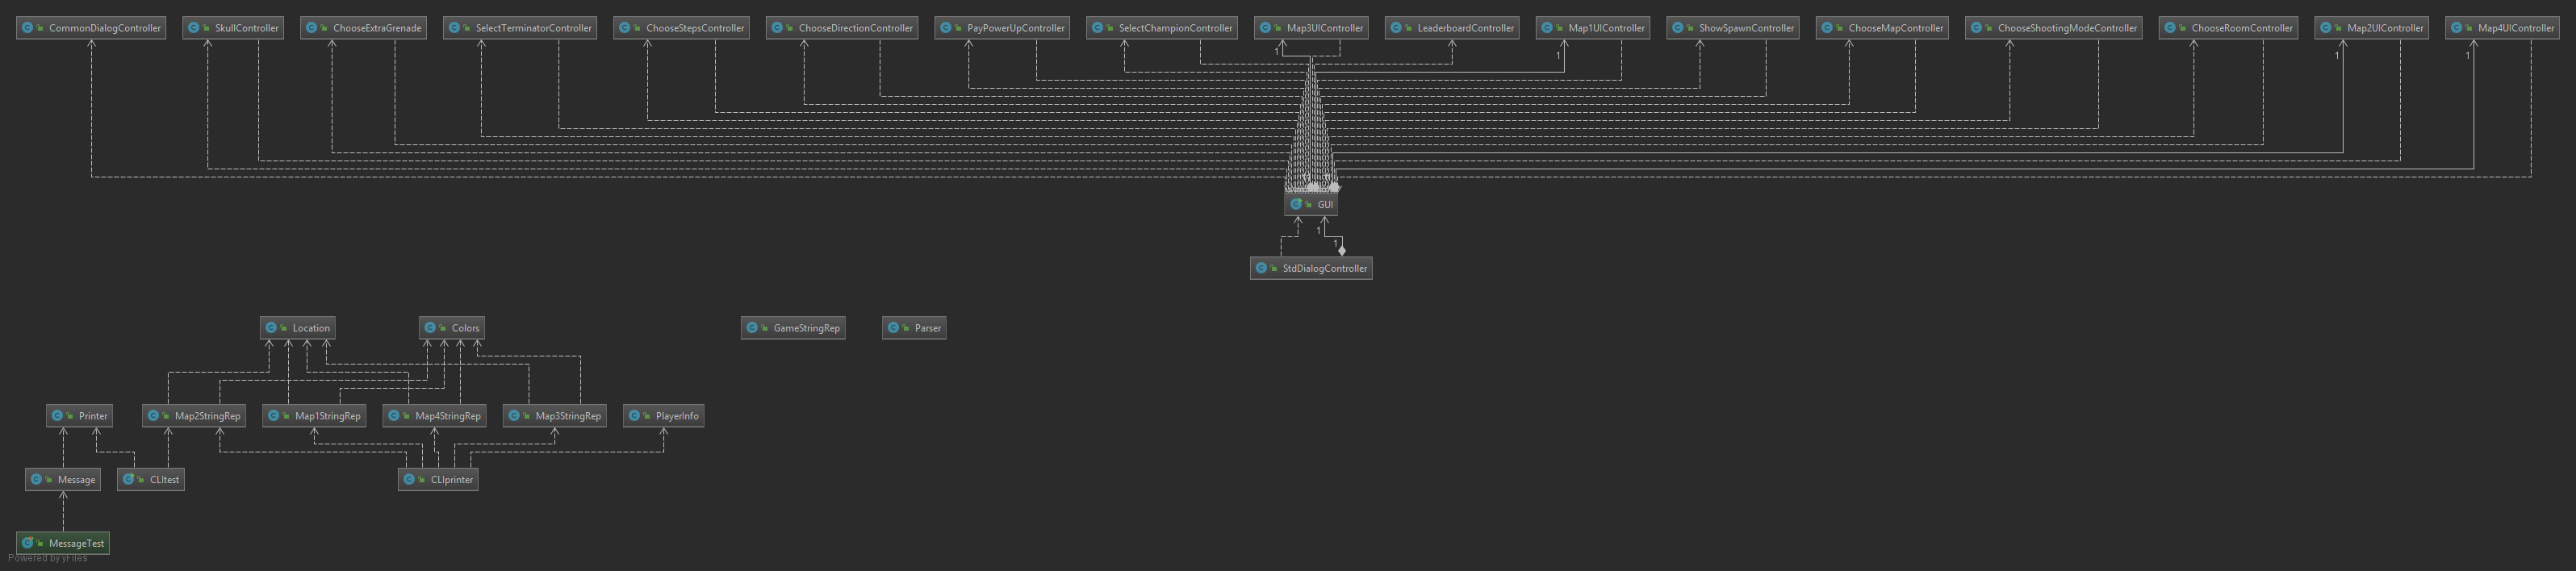 CommonDialogController
SkullController
ChooseExtraGrenade
SelectTerminatorController
ChooseStepsController
ChooseDirectionController
PayPowerUpController
SelectChampionController
Map3UIController
LeaderboardController
Map1UIController
ShowSpawnController
ChooseMapController
ChooseShootingModeController
ChooseRoomController
Map2UIController
Map4UIController
1
1
1
1
GUI
1
1
StdDialogController
Location
Colors
GameStringRep
Parser
Printer
Map2StringRep
Map1StringRep
Map4StringRep
Map3StringRep
PlayerInfo
Message
CLItest
CLIprinter
MessageTest
Powered by yFiles